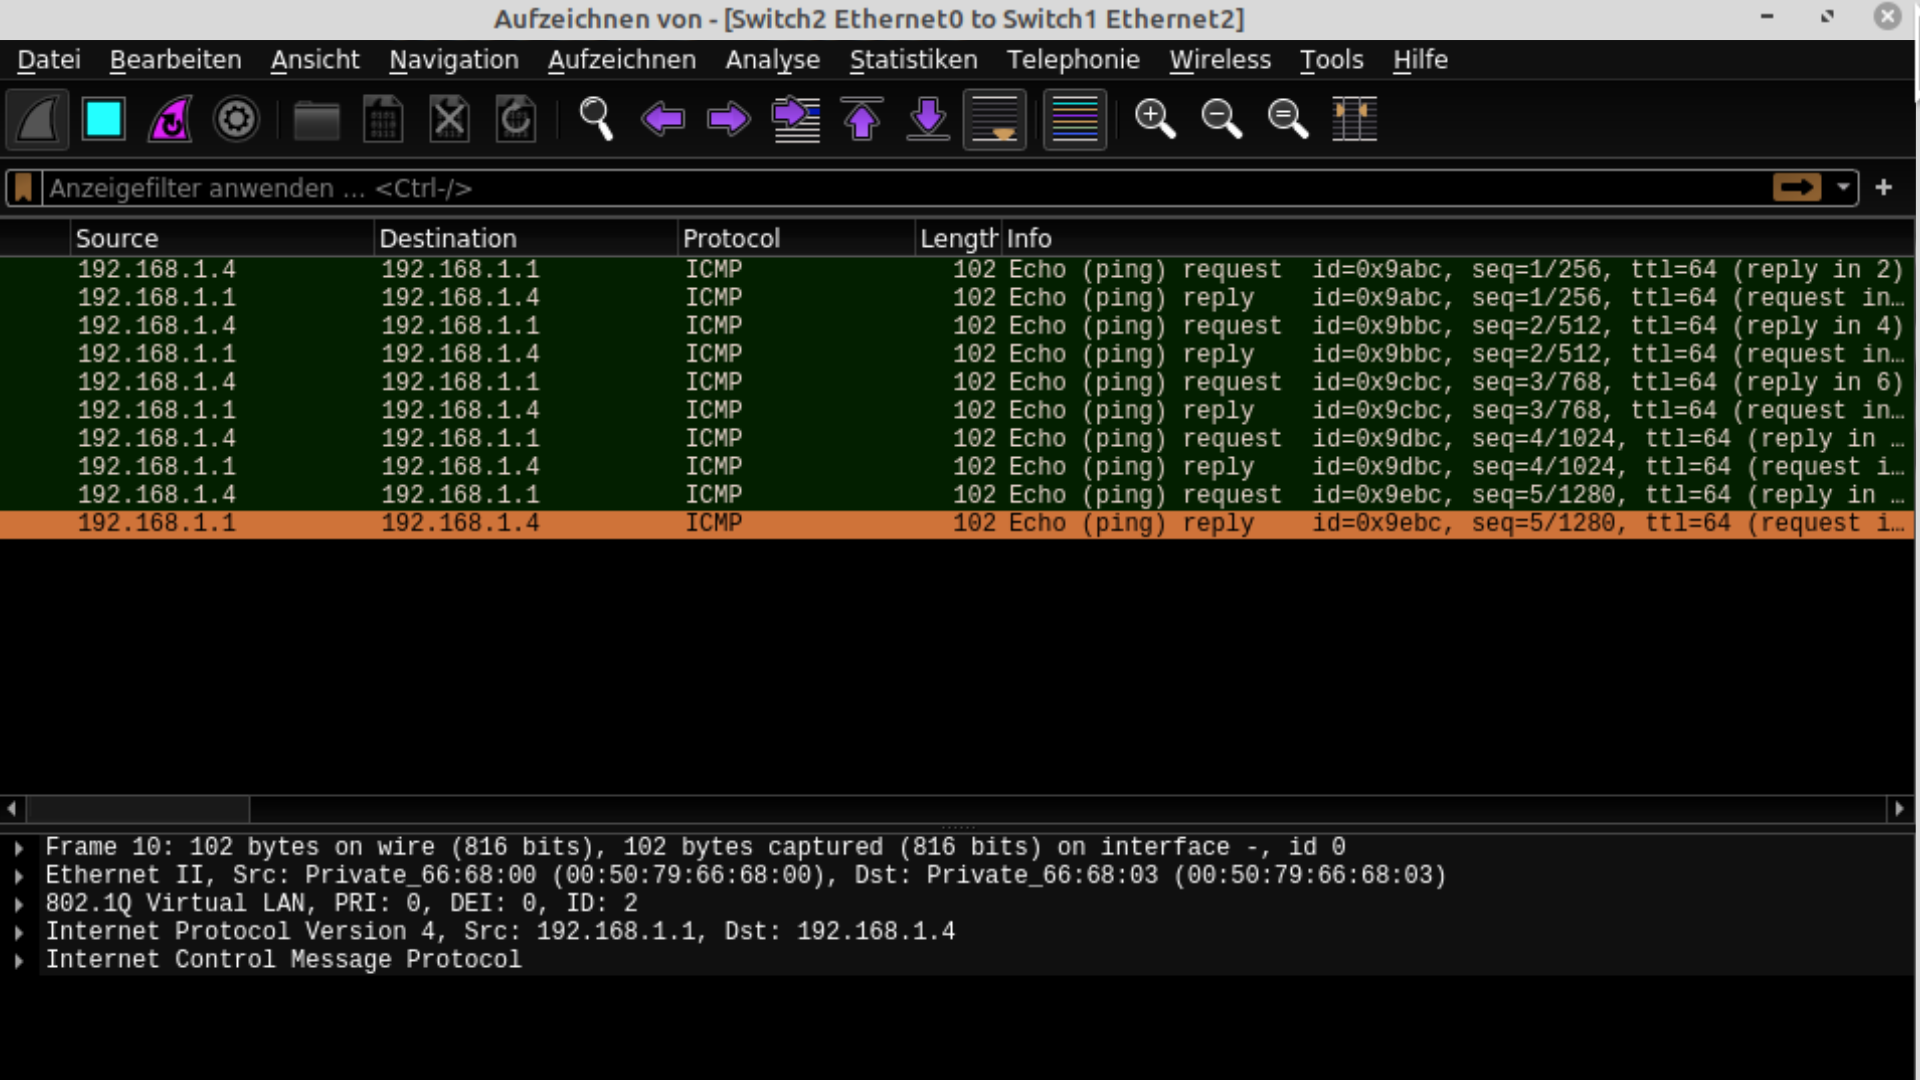 Aufzeichnen von - [Switch2 Ethernet0 to Switch1 Ethernet2]
Datei Bearbeiten Ansicht Navigation Aufzeichnen Analyse Statistiken Telephonie Wireless Tools Hilfe
Anzeigefilter anwenden … <Ctrl-/>
Source Destination Protocol Length Info
192.168.1.4 192.168.1.1 ICMP 102 Echo (ping) request id=0x9abc, seq=1/256, ttl=64 (reply in 2)
192.168.1.1 192.168.1.4 ICMP 102 Echo (ping) reply id=0x9abc, seq=1/256, ttl=64 (request in…
192.168.1.4 192.168.1.1 ICMP 102 Echo (ping) request id=0x9bbc, seq=2/512, ttl=64 (reply in 4)
192.168.1.1 192.168.1.4 ICMP 102 Echo (ping) reply id=0x9bbc, seq=2/512, ttl=64 (request in…
192.168.1.4 192.168.1.1 ICMP 102 Echo (ping) request id=0x9cbc, seq=3/768, ttl=64 (reply in 6)
192.168.1.1 192.168.1.4 ICMP 102 Echo (ping) reply id=0x9cbc, seq=3/768, ttl=64 (request in…
192.168.1.4 192.168.1.1 ICMP 102 Echo (ping) request id=0x9dbc, seq=4/1024, ttl=64 (reply in …
192.168.1.1 192.168.1.4 ICMP 102 Echo (ping) reply id=0x9dbc, seq=4/1024, ttl=64 (request i…
192.168.1.4 192.168.1.1 ICMP 102 Echo (ping) request id=0x9ebc, seq=5/1280, ttl=64 (reply in …
192.168.1.1 192.168.1.4 ICMP 102 Echo (ping) reply id=0x9ebc, seq=5/1280, ttl=64 (request i…
Frame 10: 102 bytes on wire (816 bits), 102 bytes captured (816 bits) on interface -, id 0
Ethernet II, Src: Private_66:68:00 (00:50:79:66:68:00), Dst: Private_66:68:03 (00:50:79:66:68:03)
802.1Q Virtual LAN, PRI: 0, DEI: 0, ID: 2
Internet Protocol Version 4, Src: 192.168.1.1, Dst: 192.168.1.4
Internet Control Message Protocol